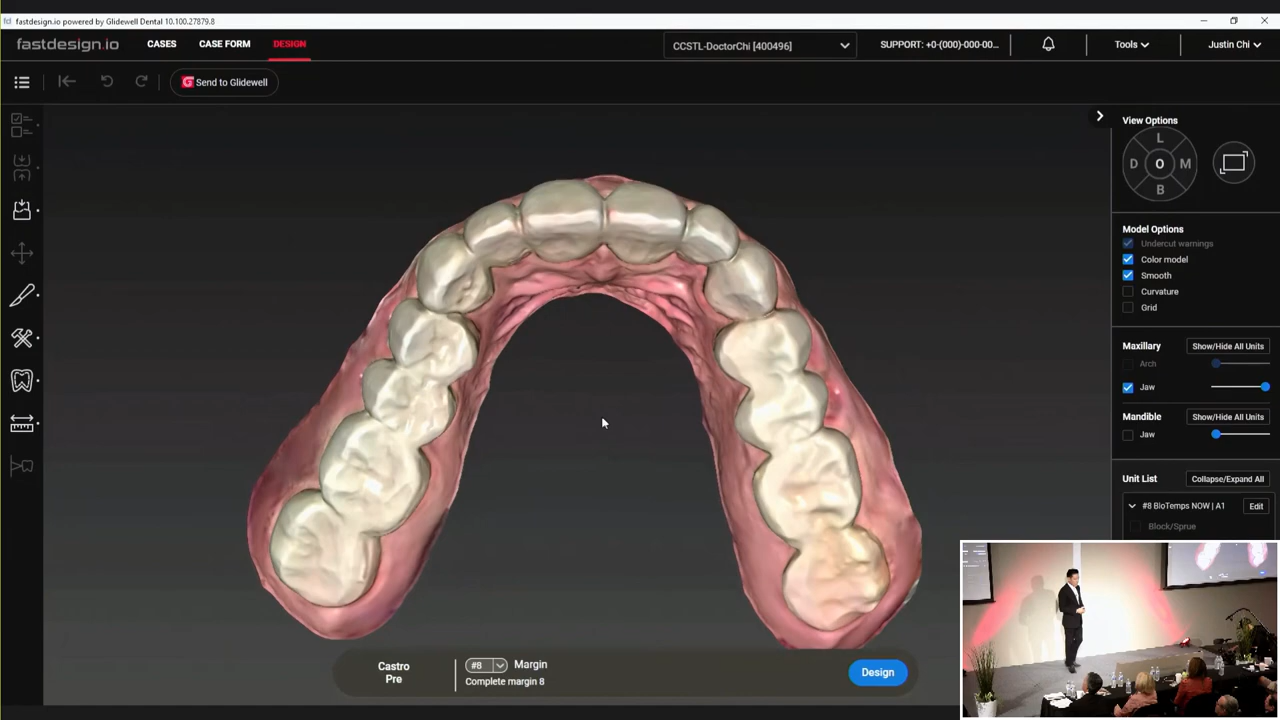 fd fastdesign.io powered by Glidewell Dental 10.100.27879.8
fastdesign.io CASES CASE FORM DESIGN CCSTL-DoctorChi [400496] SUPPORT: +0-(000)-000-00... Tools Justin Chi
G Send to Glidewell
View Options
L
D O M
B
Model Options
Undercut warnings
Color model
Smooth
Curvature
Grid
Maxillary Show/Hide All Units
Arch
Jaw
Mandible Show/Hide All Units
Jaw
Unit List Collapse/Expand All
#8 BioTemps NOW | A1 Edit
Block/Sprue
Castro
Pre
#8 Margin
Complete margin 8
Design